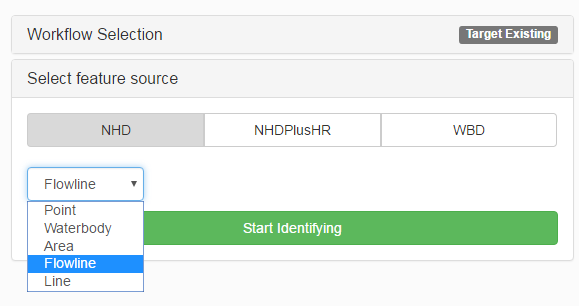 Workflow Selection Target Existing
Select feature source
NHD NHDPlusHR WBD
Flowline
Point
Waterbody
Area
Flowline
Line
Start Identifying